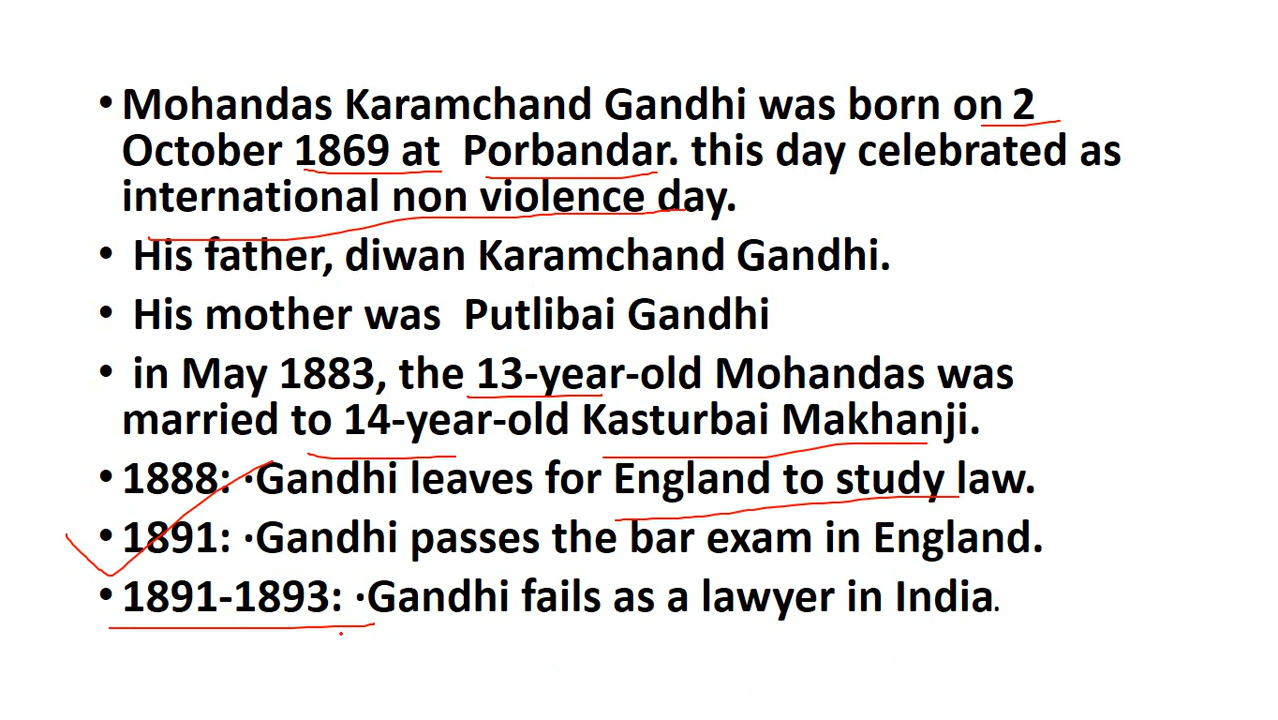 • Mohandas Karamchand Gandhi was born on 2
October 1869 at Porbandar. this day celebrated as
international non violence day.
• His father, diwan Karamchand Gandhi.
• His mother was Putlibai Gandhi
• in May 1883, the 13-year-old Mohandas was
married to 14-year-old Kasturbai Makhanji.
• 1888: ·Gandhi leaves for England to study law.
• 1891: ·Gandhi passes the bar exam in England.
• 1891-1893: ·Gandhi fails as a lawyer in India.